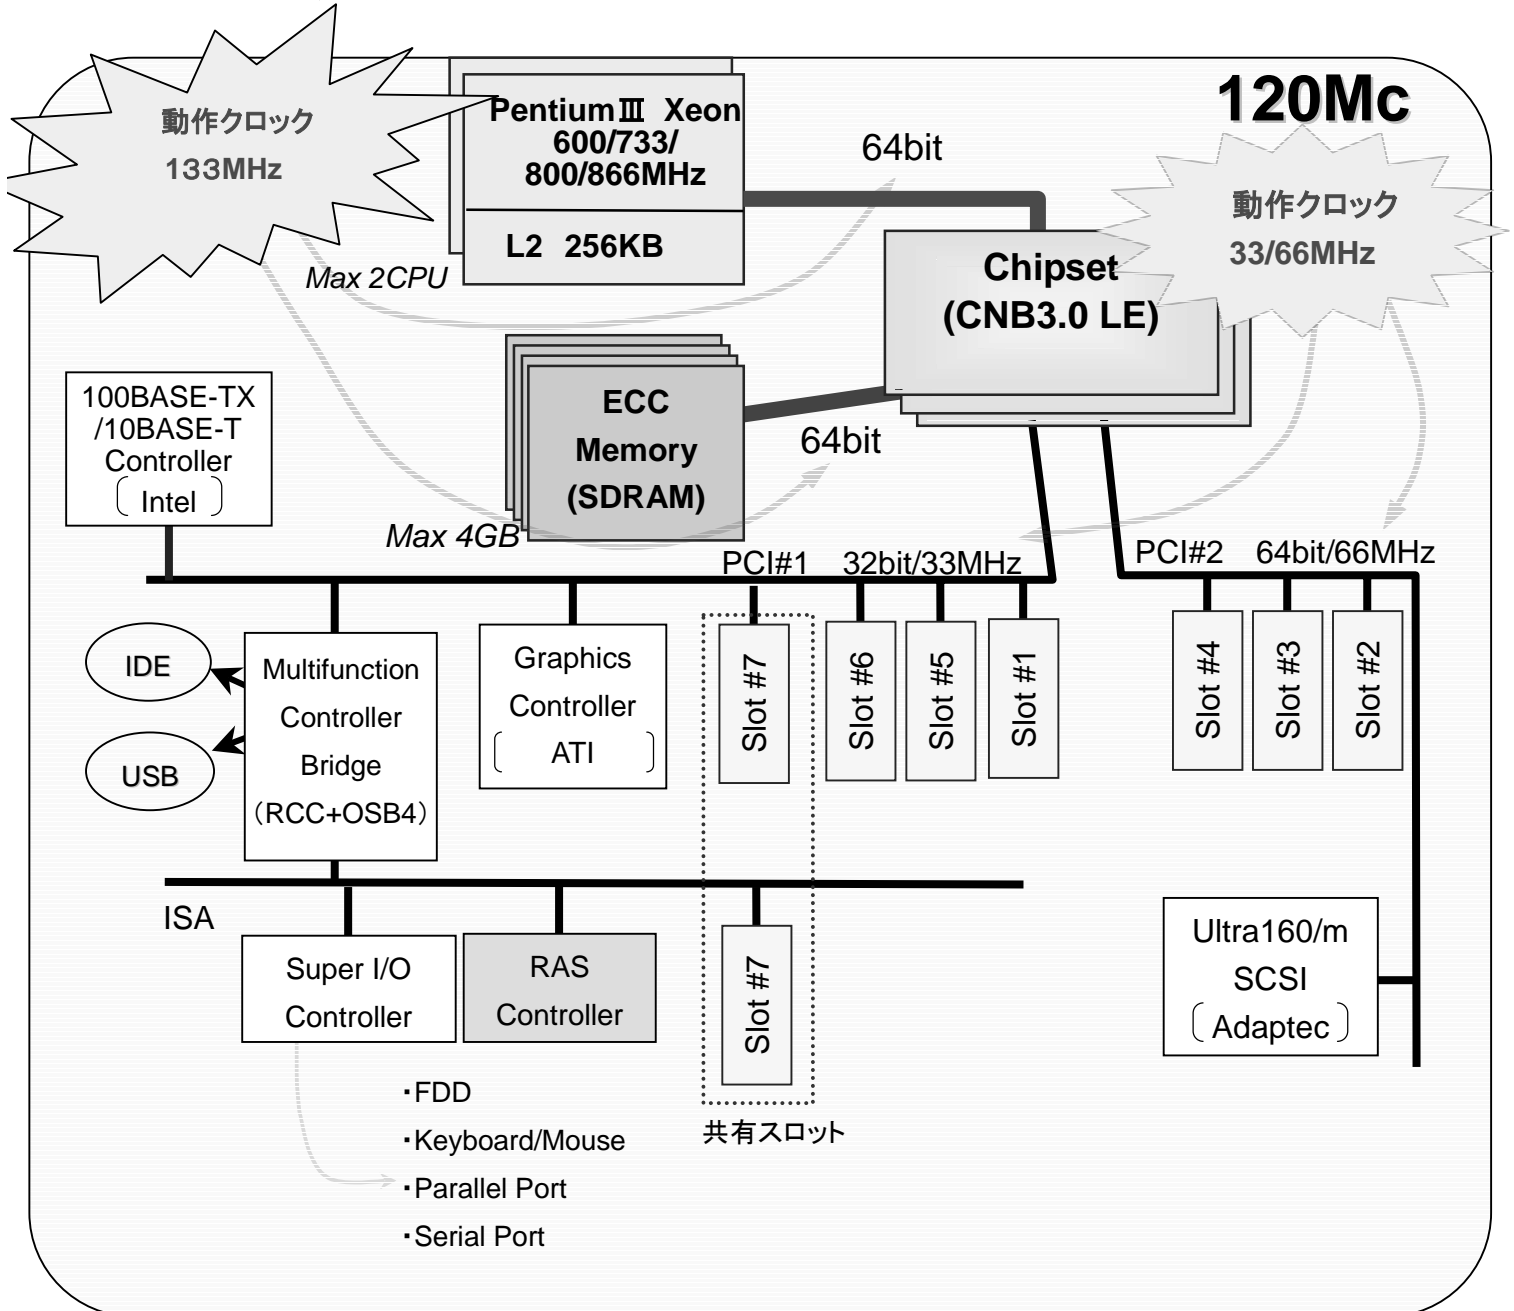 120Mc
動作クロック
133MHz
Pentium Ⅲ Xeon
600/733/
800/866MHz
L2 256KB
Max 2CPU
64bit
動作クロック
33/66MHz
Chipset
(CNB3.0 LE)
ECC
Memory
(SDRAM)
Max 4GB
64bit
100BASE-TX
/10BASE-T
Controller
〔 Intel 〕
PCI#1 32bit/33MHz
PCI#2 64bit/66MHz
IDE
USB
Multifunction
Controller
Bridge
（RCC+OSB4）
Graphics
Controller
〔 ATI 〕
Slot #7
Slot #6
Slot #5
Slot #1
Slot #4
Slot #3
Slot #2
ISA
Super I/O
Controller
RAS
Controller
Slot #7
Ultra160/m
SCSI
〔 Adaptec 〕
・FDD
・Keyboard/Mouse
・Parallel Port
・Serial Port
共有スロット